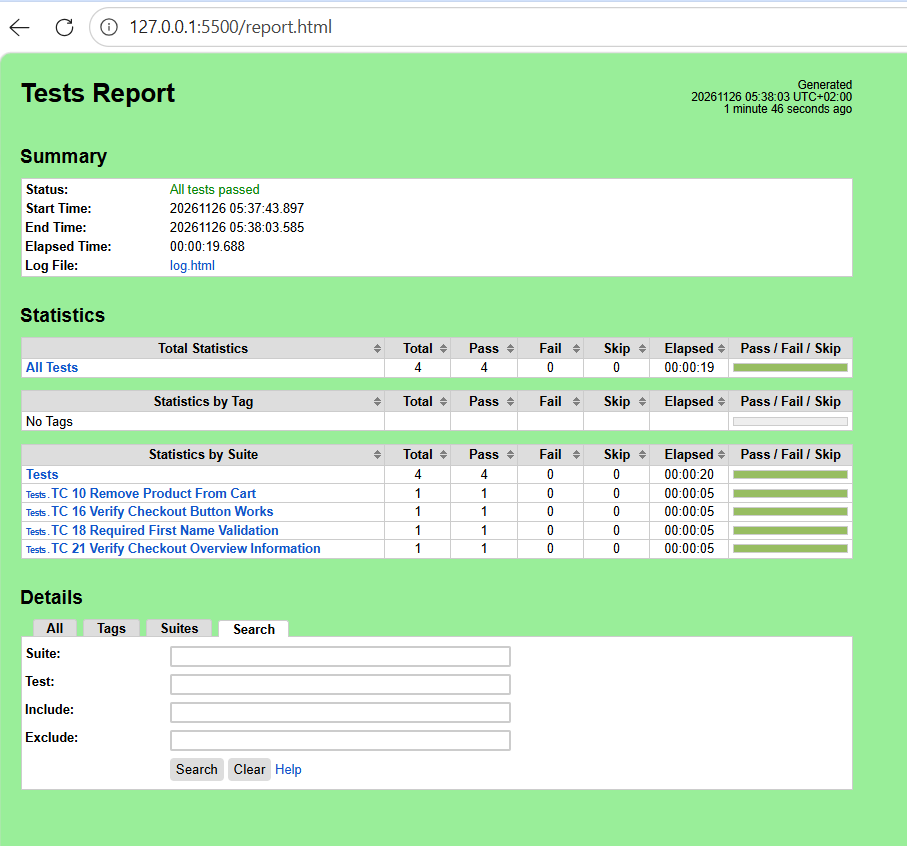 127.0.0.1:5500/report.html
Tests Report
Generated
20261126 05:38:03 UTC+02:00
1 minute 46 seconds ago
Summary
Status: All tests passed
Start Time: 20261126 05:37:43.897
End Time: 20261126 05:38:03.585
Elapsed Time: 00:00:19.688
Log File: log.html
Statistics
Total Statistics Total Pass Fail Skip Elapsed Pass / Fail / Skip
All Tests 4 4 0 0 00:00:19
Statistics by Tag Total Pass Fail Skip Elapsed Pass / Fail / Skip
No Tags
Statistics by Suite Total Pass Fail Skip Elapsed Pass / Fail / Skip
Tests 4 4 0 0 00:00:20
Tests . TC 10 Remove Product From Cart 1 1 0 0 00:00:05
Tests . TC 16 Verify Checkout Button Works 1 1 0 0 00:00:05
Tests . TC 18 Required First Name Validation 1 1 0 0 00:00:05
Tests . TC 21 Verify Checkout Overview Information 1 1 0 0 00:00:05
Details
All Tags Suites Search
Suite:
Test:
Include:
Exclude:
Search Clear Help